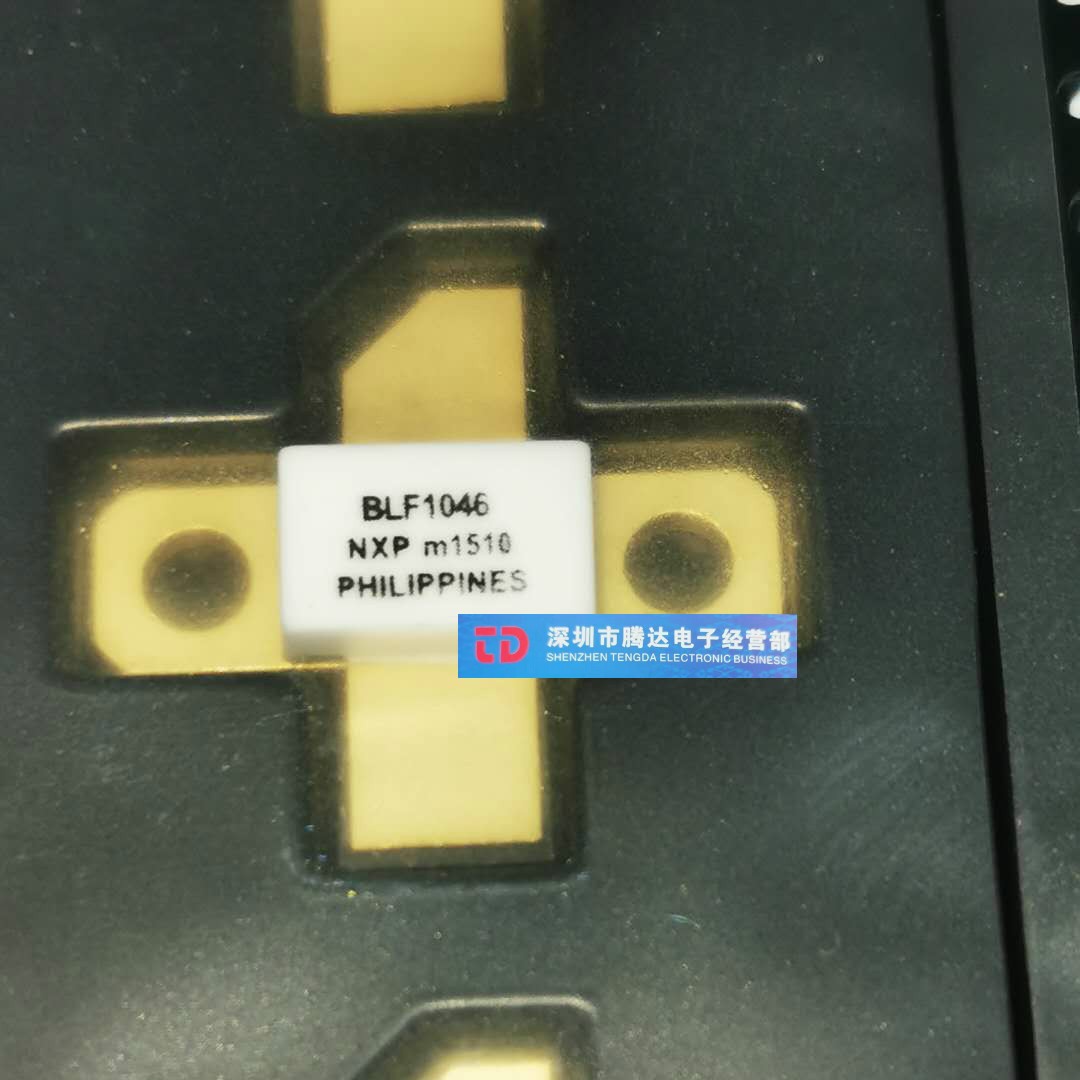 BLF1046
NXP m1510
PHILIPPINES
TD 深圳市腾达电子经营部
SHENZHEN TENGDA ELECTRONIC BUSINESS